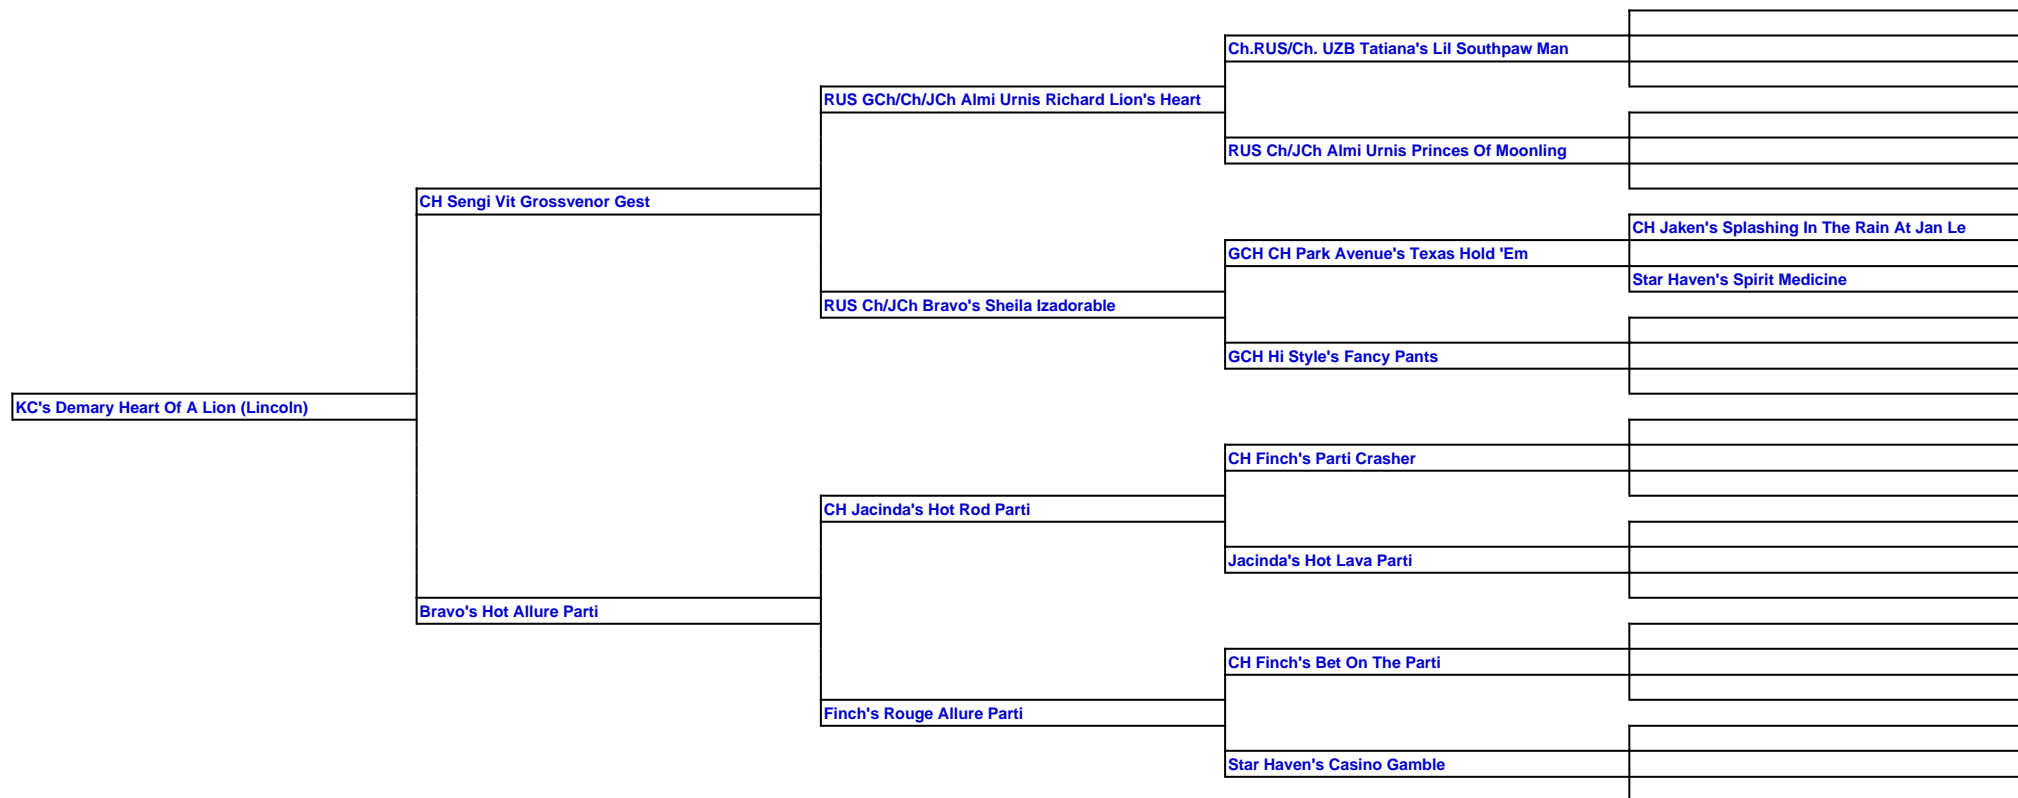 Ch.RUS/Ch. UZB Tatiana's Lil Southpaw Man
RUS GCh/Ch/JCh Almi Urnis Richard Lion's Heart
RUS Ch/JCh Almi Urnis Princes Of Moonling
CH Sengi Vit Grossvenor Gest
CH Jaken's Splashing In The Rain At Jan Le
GCH CH Park Avenue's Texas Hold 'Em
Star Haven's Spirit Medicine
RUS Ch/JCh Bravo's Sheila Izadorable
GCH Hi Style's Fancy Pants
KC's Demary Heart Of A Lion (Lincoln)
CH Finch's Parti Crasher
CH Jacinda's Hot Rod Parti
Jacinda's Hot Lava Parti
Bravo's Hot Allure Parti
CH Finch's Bet On The Parti
Finch's Rouge Allure Parti
Star Haven's Casino Gamble